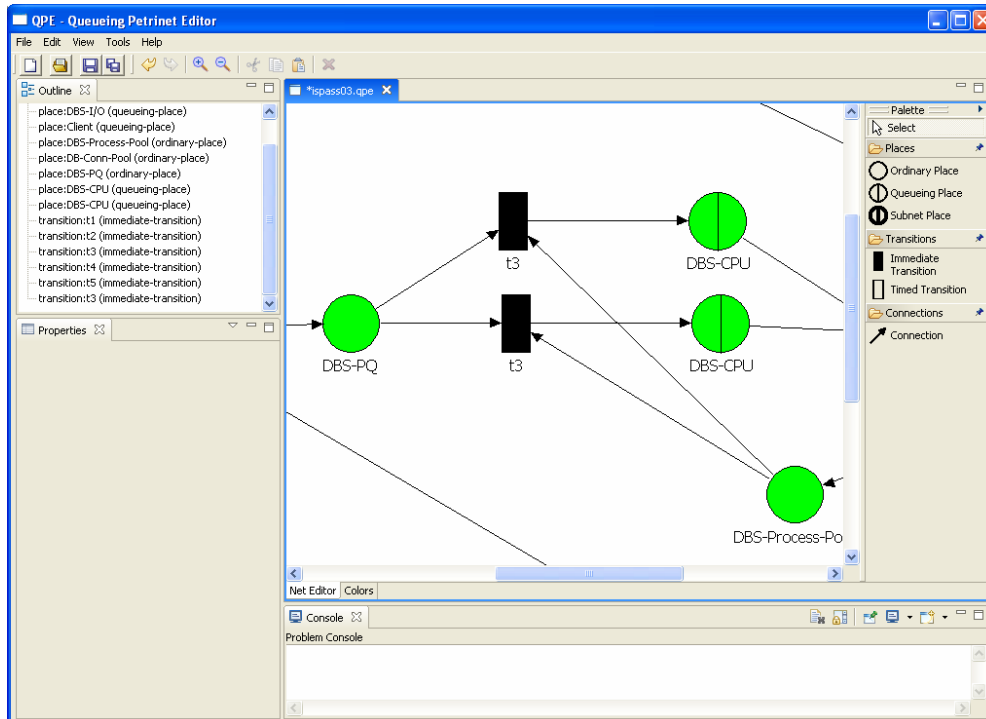 QPE - Queueing Petrinet Editor
File Edit View Tools Help
Outline
place:DBS-I/O (queueing-place)
place:Client (queueing-place)
place:DBS-Process-Pool (ordinary-place)
place:DB-Conn-Pool (ordinary-place)
place:DBS-PQ (ordinary-place)
place:DBS-CPU (queueing-place)
place:DBS-CPU (queueing-place)
transition:t1 (immediate-transition)
transition:t2 (immediate-transition)
transition:t3 (immediate-transition)
transition:t4 (immediate-transition)
transition:t5 (immediate-transition)
transition:t3 (immediate-transition)
Properties
*ispass03.qpe
t3
DBS-CPU
DBS-PQ
t3
DBS-CPU
DBS-Process-Po
Net Editor Colors
Palette
Select
Places
Ordinary Place
Queueing Place
Subnet Place
Transitions
Immediate
Transition
Timed Transition
Connections
Connection
Console
Problem Console